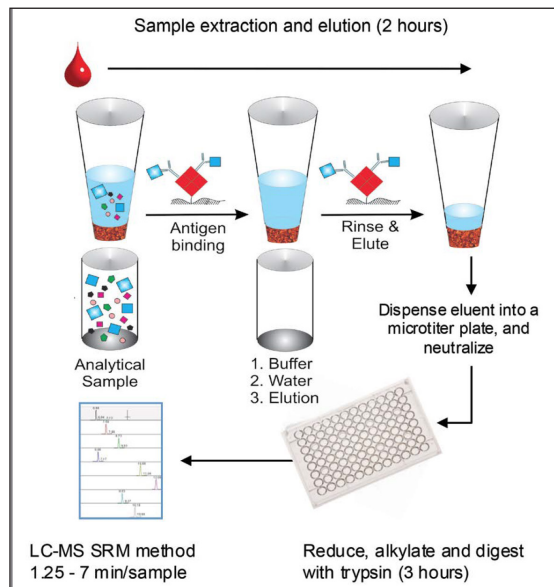 Sample extraction and elution (2 hours)
Antigen
binding
Rinse &
Elute
Analytical
Sample
1. Buffer
2. Water
3. Elution
Dispense eluent into a
microtiter plate, and
neutralize
LC-MS SRM method
1.25 - 7 min/sample
Reduce, alkylate and digest
with trypsin (3 hours)